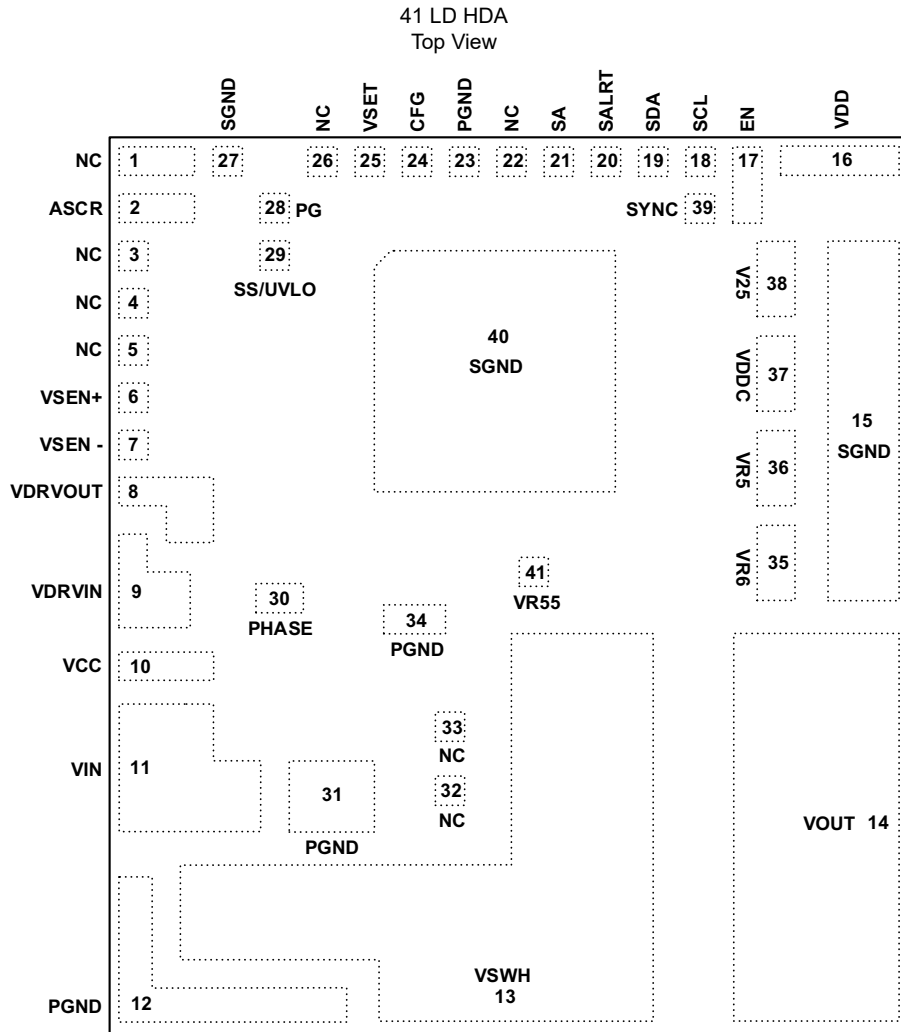 41 LD HDA
Top View
SGND
NC
VSET
CFG
PGND
NC
SA
SALRT
SDA
SCL
EN
VDD
NC 1 27 26 25 24 23 22 21 20 19 18 17 16
ASCR 2 28 PG SYNC 39
NC 3 29
SS/UVLO
V25 38
NC 4
NC 5
40
SGND
VDDC 37
VSEN+ 6
15
SGND
VSEN - 7
VR5 36
VDRVOUT 8
VR6 35
41
VR55
VDRVIN 9
30
PHASE
34
PGND
VCC 10
33
NC
VIN 11
31
PGND
32
NC
VOUT 14
VSWH
13
PGND 12